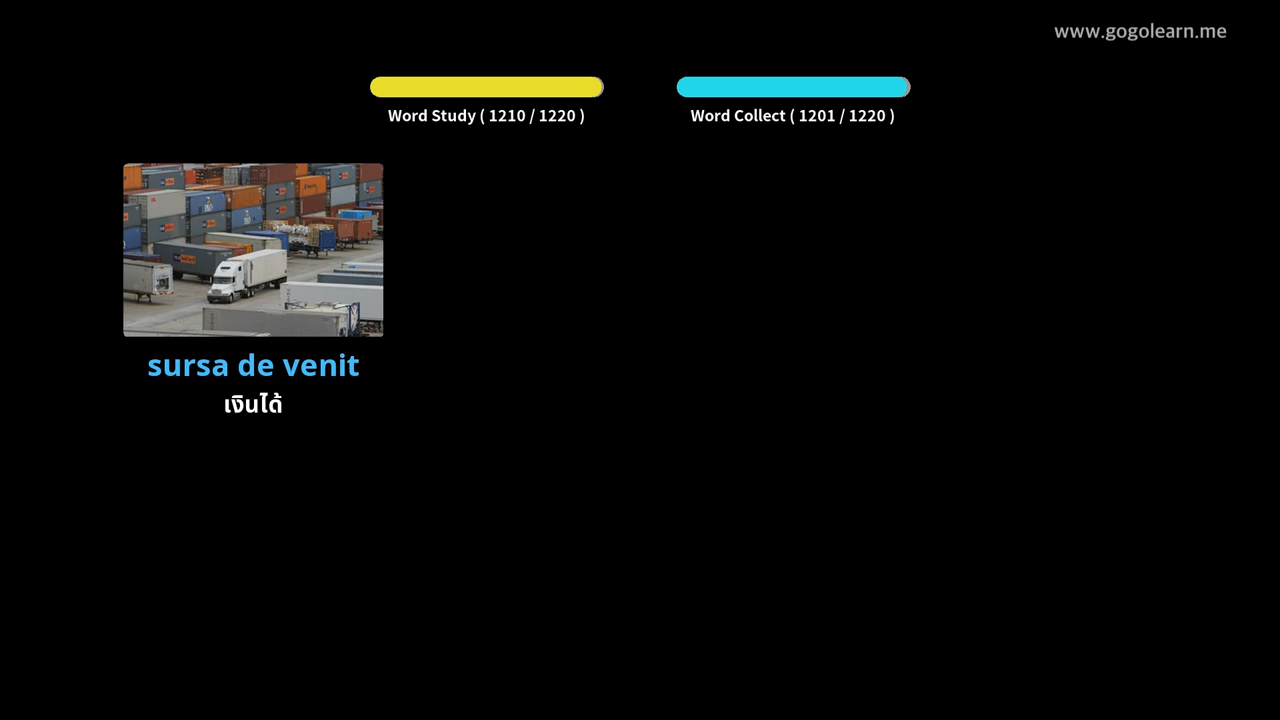 www.gogolearn.me
Word Study ( 1210 / 1220 )
Word Collect ( 1201 / 1220 )
sursa de venit
เงินได้